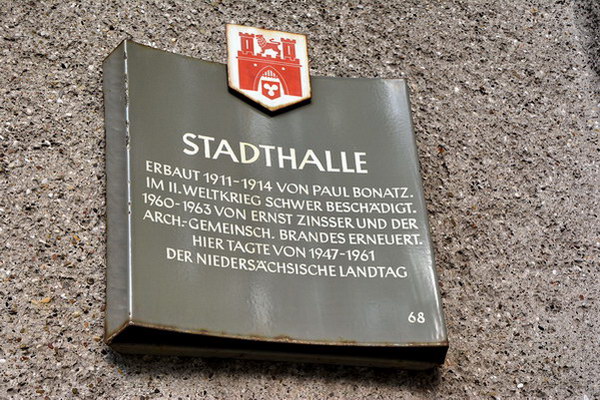 STADTHALLE
ERBAUT 1911-1914 VON PAUL BONATZ.
IM II. WELTKRIEG SCHWER BESCHÄDIGT.
1960-1963 VON ERNST ZINSSER UND DER
ARCH.-GEMEINSCH. BRANDES ERNEUERT.
HIER TAGTE VON 1947-1961
DER NIEDERSÄCHSISCHE LANDTAG
68